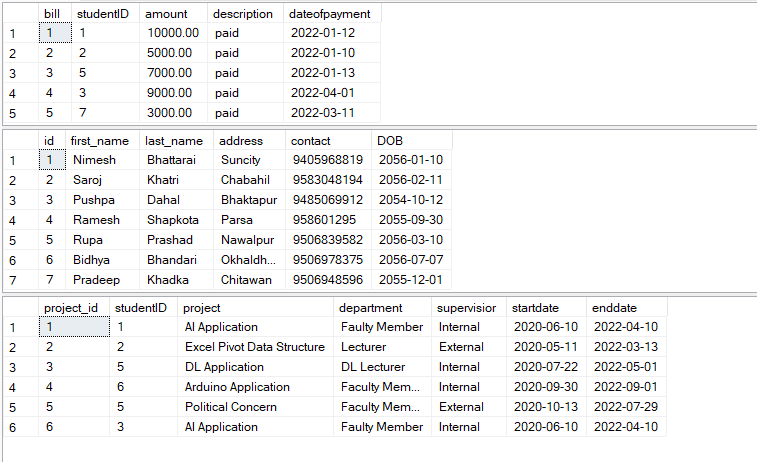 bill studentID amount description dateofpayment
1 1 1 10000.00 paid 2022-01-12
2 2 2 5000.00 paid 2022-01-10
3 3 5 7000.00 paid 2022-01-13
4 4 3 9000.00 paid 2022-04-01
5 5 7 3000.00 paid 2022-03-11
id first_name last_name address contact DOB
1 1 Nimesh Bhattarai Suncity 9405968819 2056-01-10
2 2 Saroj Khatri Chabahil 9583048194 2056-02-11
3 3 Pushpa Dahal Bhaktapur 9485069912 2054-10-12
4 4 Ramesh Shapkota Parsa 958601295 2055-09-30
5 5 Rupa Prashad Nawalpur 9506839582 2056-03-10
6 6 Bidhya Bhandari Okhaldh... 9506978375 2056-07-07
7 7 Pradeep Khadka Chitawan 9506948596 2055-12-01
project_id studentID project department supervisior startdate enddate
1 1 1 AI Application Faulty Member Internal 2020-06-10 2022-04-10
2 2 2 Excel Pivot Data Structure Lecturer External 2020-05-11 2022-03-13
3 3 5 DL Application DL Lecturer Internal 2020-07-22 2022-05-01
4 4 6 Arduino Application Faculty Mem... Internal 2020-09-30 2022-09-01
5 5 5 Political Concern Faculty Mem... External 2020-10-13 2022-07-29
6 6 3 AI Application Faulty Member Internal 2020-06-10 2022-04-10